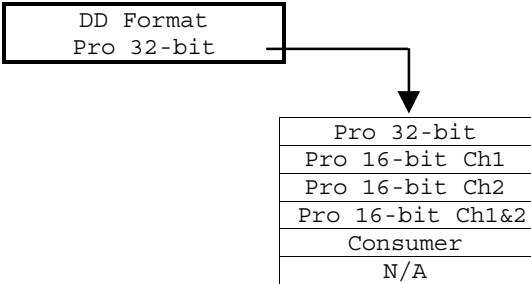 DD Format
Pro 32-bit
Pro 32-bit
Pro 16-bit Ch1
Pro 16-bit Ch2
Pro 16-bit Ch1&2
Consumer
N/A